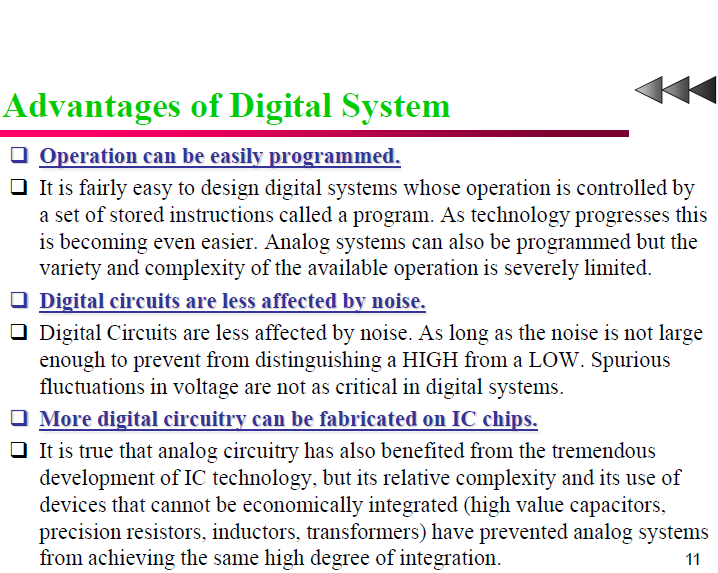 Advantages of Digital System
❑ Operation can be easily programmed.
❑ It is fairly easy to design digital systems whose operation is controlled by
a set of stored instructions called a program. As technology progresses this
is becoming even easier. Analog systems can also be programmed but the
variety and complexity of the available operation is severely limited.
❑ Digital circuits are less affected by noise.
❑ Digital Circuits are less affected by noise. As long as the noise is not large
enough to prevent from distinguishing a HIGH from a LOW. Spurious
fluctuations in voltage are not as critical in digital systems.
❑ More digital circuitry can be fabricated on IC chips.
❑ It is true that analog circuitry has also benefited from the tremendous
development of IC technology, but its relative complexity and its use of
devices that cannot be economically integrated (high value capacitors,
precision resistors, inductors, transformers) have prevented analog systems
from achieving the same high degree of integration.
11